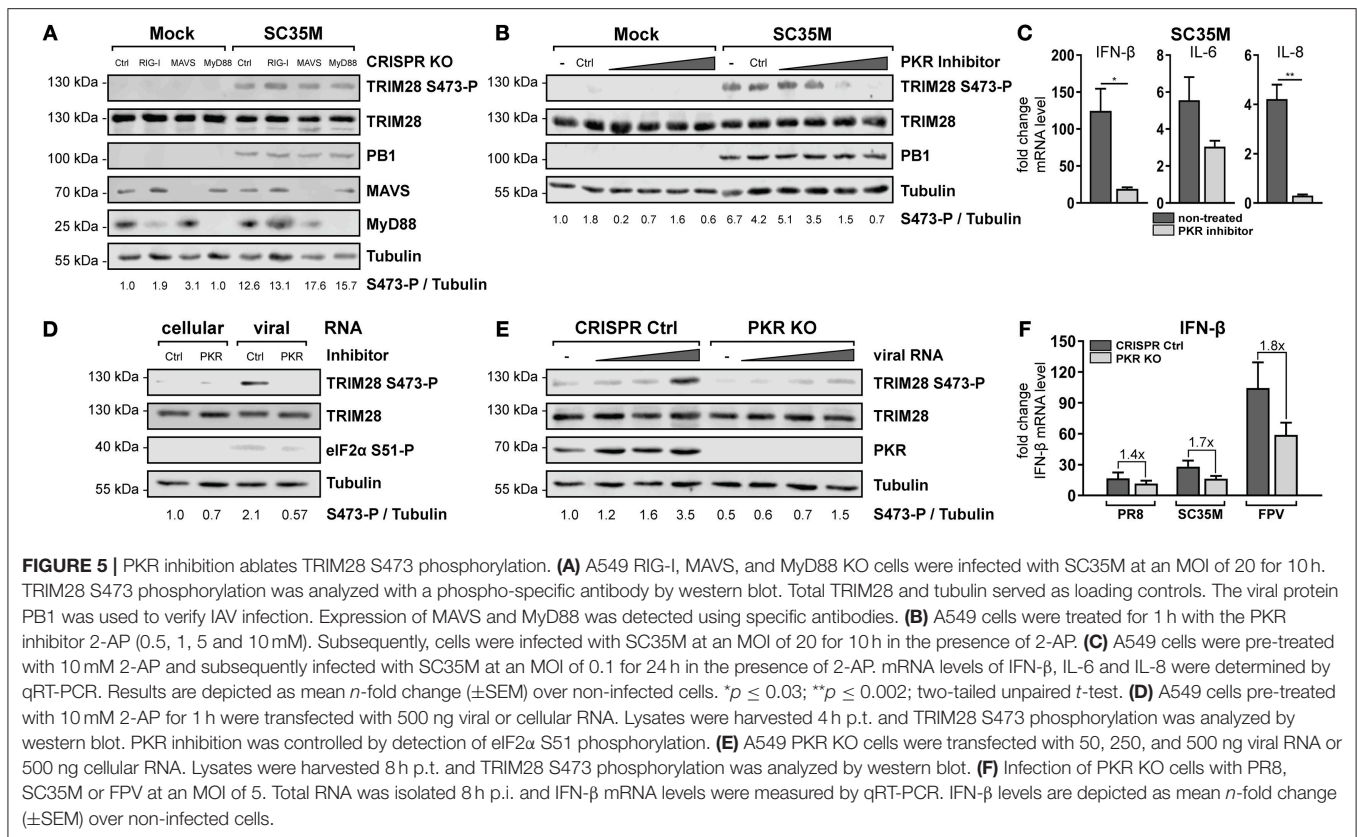 A
Mock SC35M
Ctrl RIG-I MAVS MyD88 Ctrl RIG-I MAVS MyD88 CRISPR KO
130 kDa - TRIM28 S473-P
130 kDa - TRIM28
100 kDa - PB1
70 kDa - MAVS
25 kDa - MyD88
55 kDa - Tubulin
1.0 1.9 3.1 1.0 12.6 13.1 17.6 15.7 S473-P / Tubulin
B
Mock SC35M
- Ctrl - Ctrl PKR Inhibitor
130 kDa - TRIM28 S473-P
130 kDa - TRIM28
100 kDa - PB1
55 kDa - Tubulin
1.0 1.8 0.2 0.7 1.6 0.6 6.7 4.2 5.1 3.5 1.5 0.7 S473-P / Tubulin
C
SC35M
IFN-β IL-6 IL-8
fold change
mRNA level
200
150
100
50
0
*
8
6
4
2
0
6
4
2
0
**
non-treated
PKR inhibitor
D
cellular viral RNA
Ctrl PKR Ctrl PKR Inhibitor
130 kDa - TRIM28 S473-P
130 kDa - TRIM28
40 kDa - eIF2α S51-P
55 kDa - Tubulin
1.0 0.7 2.1 0.57 S473-P / Tubulin
E
CRISPR Ctrl PKR KO
- - viral RNA
130 kDa - TRIM28 S473-P
130 kDa - TRIM28
70 kDa - PKR
55 kDa - Tubulin
1.0 1.2 1.6 3.5 0.5 0.6 0.7 1.5 S473-P / Tubulin
F
IFN-β
CRISPR Ctrl
PKR KO
fold change
IFN-β mRNA level
150
120
90
60
30
0
1.4x
1.7x
1.8x
PR8 SC35M FPV
FIGURE 5 | PKR inhibition ablates TRIM28 S473 phosphorylation. (A) A549 RIG-I, MAVS, and MyD88 KO cells were infected with SC35M at an MOI of 20 for 10 h.
TRIM28 S473 phosphorylation was analyzed with a phospho-specific antibody by western blot. Total TRIM28 and tubulin served as loading controls. The viral protein
PB1 was used to verify IAV infection. Expression of MAVS and MyD88 was detected using specific antibodies. (B) A549 cells were treated for 1 h with the PKR
inhibitor 2-AP (0.5, 1, 5 and 10 mM). Subsequently, cells were infected with SC35M at an MOI of 20 for 10 h in the presence of 2-AP. (C) A549 cells were pre-treated
with 10 mM 2-AP and subsequently infected with SC35M at an MOI of 0.1 for 24 h in the presence of 2-AP. mRNA levels of IFN-β, IL-6 and IL-8 were determined by
qRT-PCR. Results are depicted as mean n-fold change (±SEM) over non-infected cells. *p ≤ 0.03; **p ≤ 0.002; two-tailed unpaired t-test. (D) A549 cells pre-treated
with 10 mM 2-AP for 1 h were transfected with 500 ng viral or cellular RNA. Lysates were harvested 4 h p.t. and TRIM28 S473 phosphorylation was analyzed by
western blot. PKR inhibition was controlled by detection of eIF2α S51 phosphorylation. (E) A549 PKR KO cells were transfected with 50, 250, and 500 ng viral RNA or
500 ng cellular RNA. Lysates were harvested 8 h p.t. and TRIM28 S473 phosphorylation was analyzed by western blot. (F) Infection of PKR KO cells with PR8,
SC35M or FPV at an MOI of 5. Total RNA was isolated 8 h p.i. and IFN-β mRNA levels were measured by qRT-PCR. IFN-β levels are depicted as mean n-fold change
(±SEM) over non-infected cells.